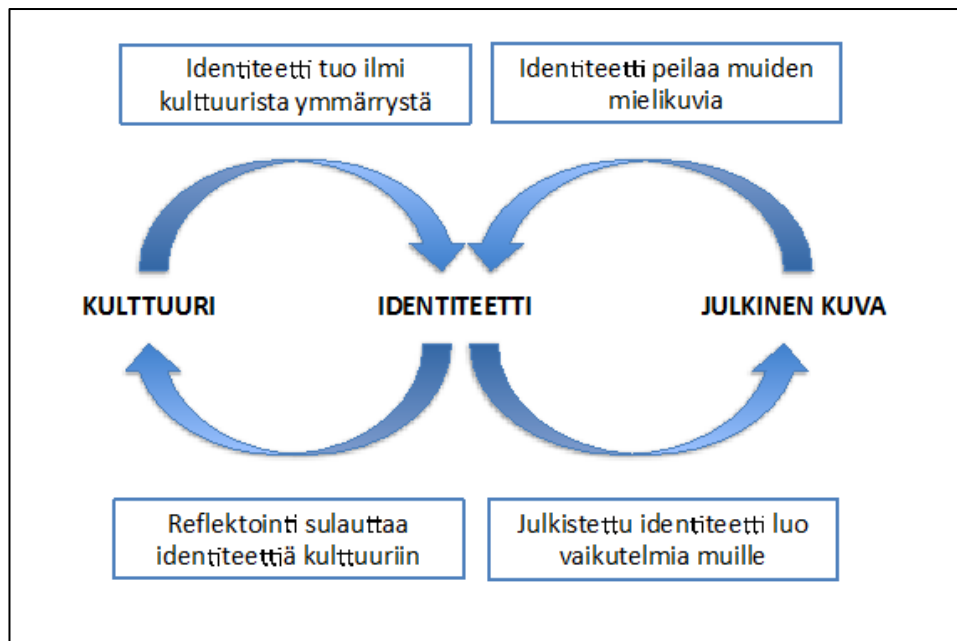 Identiteetti tuo ilmi
kulttuurista ymmärrystä
Identiteetti peilaa muiden
mielikuvia
KULTTUURI
IDENTITEETTI
JULKINEN KUVA
Reflektointi sulauttaa
identiteettiä kulttuuriin
Julkistettu identiteetti luo
vaikutelmia muille